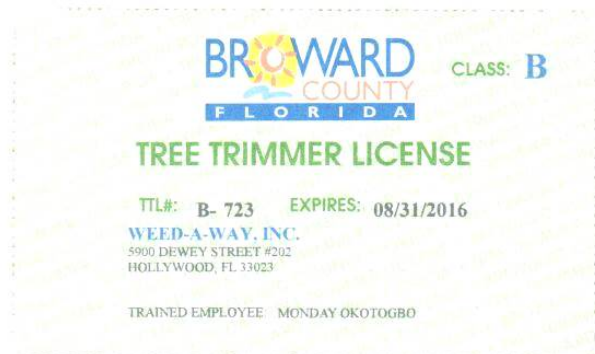 BROWARD
COUNTY
FLORIDA
CLASS: B
TREE TRIMMER LICENSE
TTL#: B- 723 EXPIRES: 08/31/2016
WEED-A-WAY, INC.
5900 DEWEY STREET #202
HOLLYWOOD, FL 33023
TRAINED EMPLOYEE MONDAY OKOTOGBO